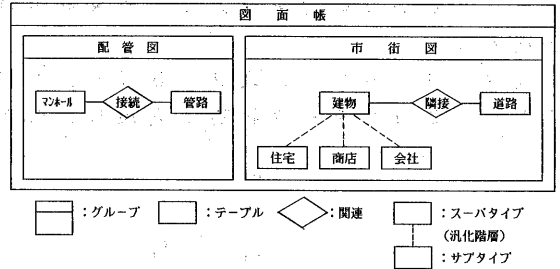 図面帳
配管図
市街図
マンホール 接続 管路
建物 隣接 道路
住宅 商店 会社
:グループ :テーブル :関連 :スーパタイプ
(汎化階層)
:サブタイプ